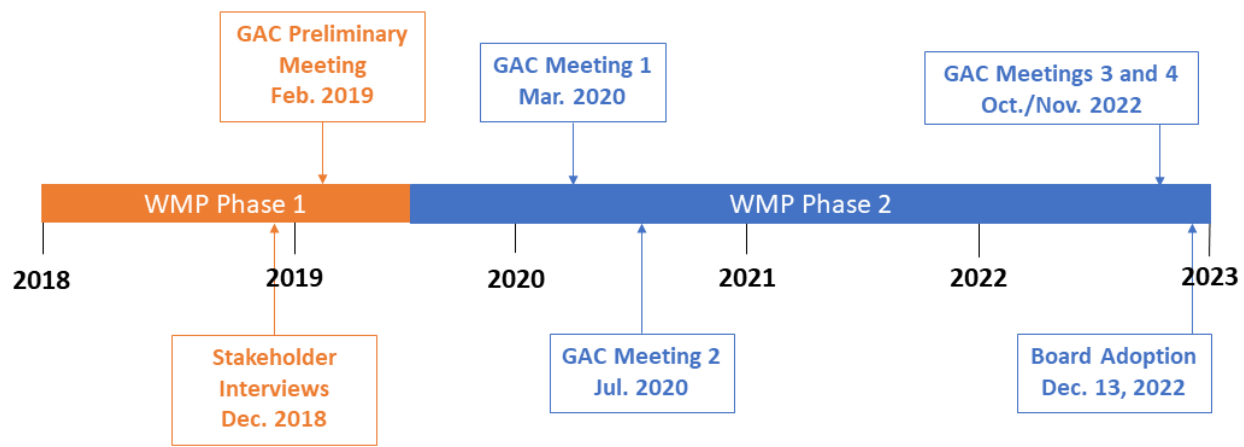 GAC Preliminary
Meeting
Feb. 2019
GAC Meeting 1
Mar. 2020
GAC Meetings 3 and 4
Oct./Nov. 2022
WMP Phase 1
WMP Phase 2
2018
2019
2020
2021
2022
2023
Stakeholder
Interviews
Dec. 2018
GAC Meeting 2
Jul. 2020
Board Adoption
Dec. 13, 2022